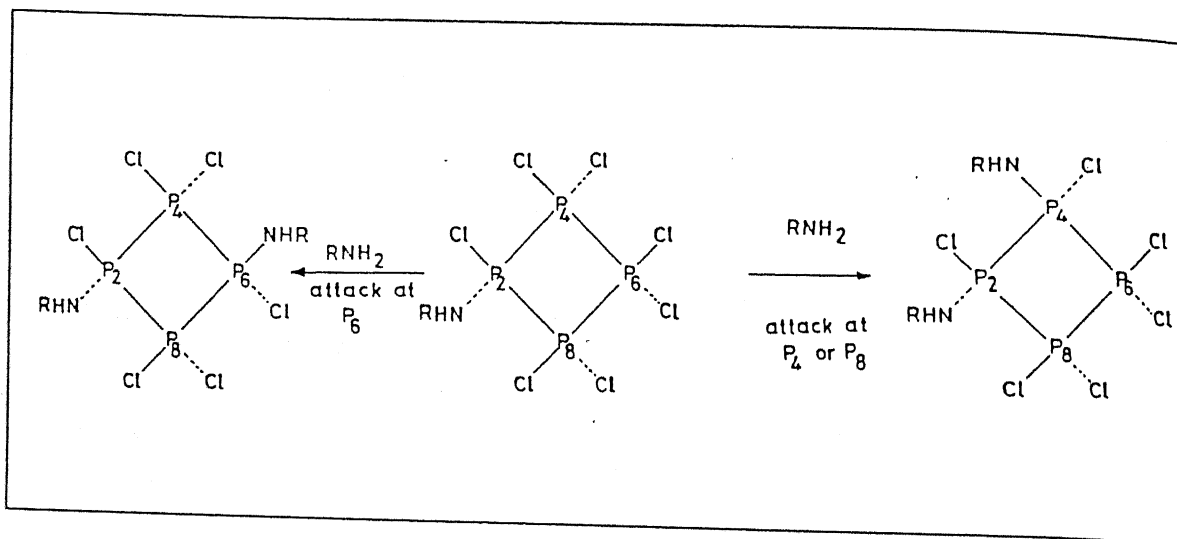 Cl Cl
P4
Cl NHR
P2 P6
RHN Cl
P8
Cl Cl
RNH2
attack at
P6
Cl Cl
P4
Cl Cl
P2 P6
RHN Cl
P8
Cl Cl
RNH2
attack at
P4 or P8
RHN Cl
P4
Cl Cl
P2 P6
RHN Cl
P8
Cl Cl